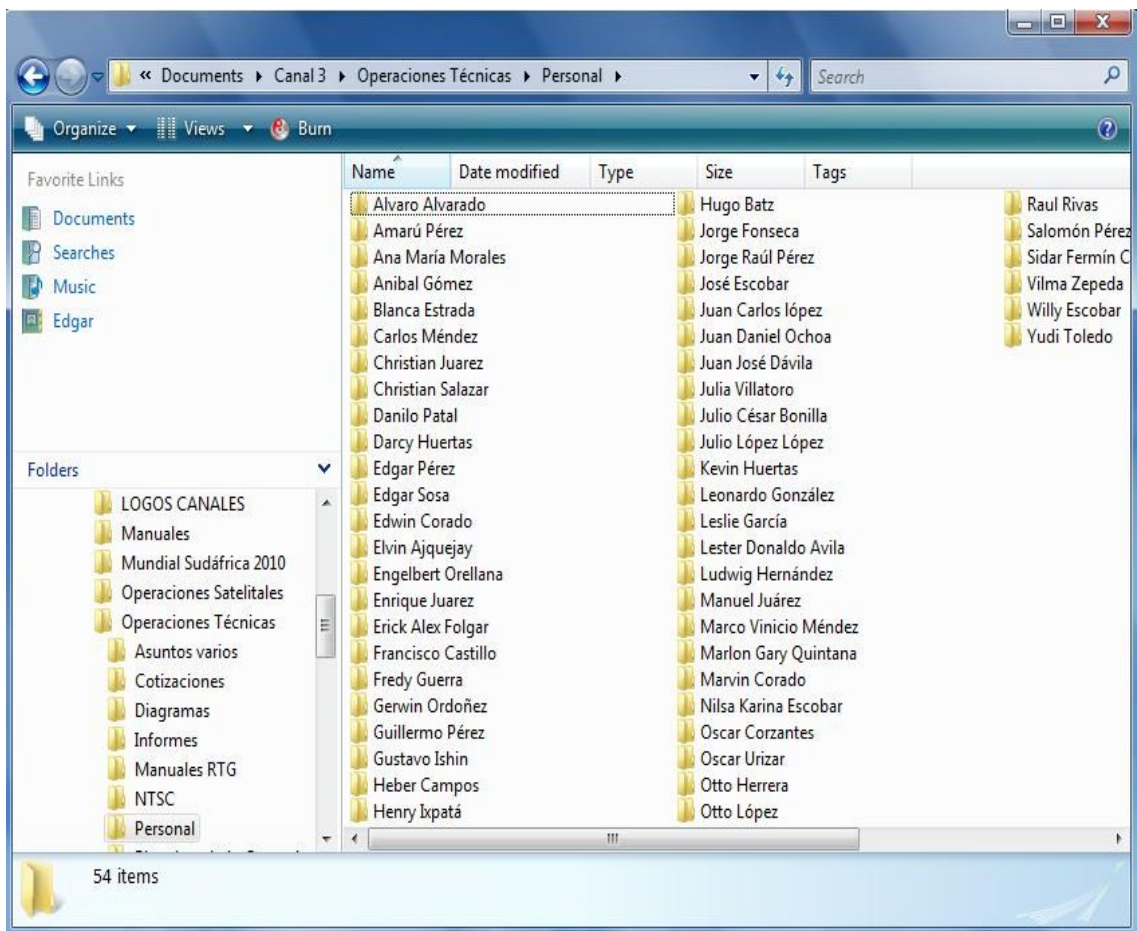 « Documents Canal 3 Operaciones Técnicas Personal
Search
Organize Views Burn
Favorite Links
Documents
Searches
Music
Edgar
Folders
LOGOS CANALES
Manuales
Mundial Sudáfrica 2010
Operaciones Satelitales
Operaciones Técnicas
Asuntos varios
Cotizaciones
Diagramas
Informes
Manuales RTG
NTSC
Personal
Name Date modified Type Size Tags
Alvaro Alvarado
Amarú Pérez
Ana María Morales
Anibal Gómez
Blanca Estrada
Carlos Méndez
Christian Juarez
Christian Salazar
Danilo Patal
Darcy Huertas
Edgar Pérez
Edgar Sosa
Edwin Corado
Elvin Ajquejay
Engelbert Orellana
Enrique Juarez
Erick Alex Folgar
Francisco Castillo
Fredy Guerra
Gerwin Ordoñez
Guillermo Pérez
Gustavo Ishin
Heber Campos
Henry Ixpatá
Hugo Batz
Jorge Fonseca
Jorge Raúl Pérez
José Escobar
Juan Carlos lópez
Juan Daniel Ochoa
Juan José Dávila
Julia Villatoro
Julio César Bonilla
Julio López López
Kevin Huertas
Leonardo González
Leslie García
Lester Donaldo Avila
Ludwig Hernández
Manuel Juárez
Marco Vinicio Méndez
Marlon Gary Quintana
Marvin Corado
Nilsa Karina Escobar
Oscar Corzantes
Oscar Urizar
Otto Herrera
Otto López
Raul Rivas
Salomón Pérez
Sidar Fermín C
Vilma Zepeda
Willy Escobar
Yudi Toledo
54 items